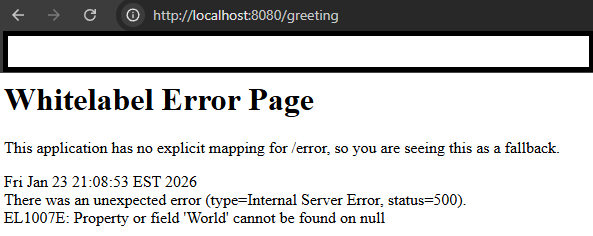 http://localhost:8080/greeting
Whitelabel Error Page
This application has no explicit mapping for /error, so you are seeing this as a fallback.
Fri Jan 23 21:08:53 EST 2026
There was an unexpected error (type=Internal Server Error, status=500).
EL1007E: Property or field 'World' cannot be found on null